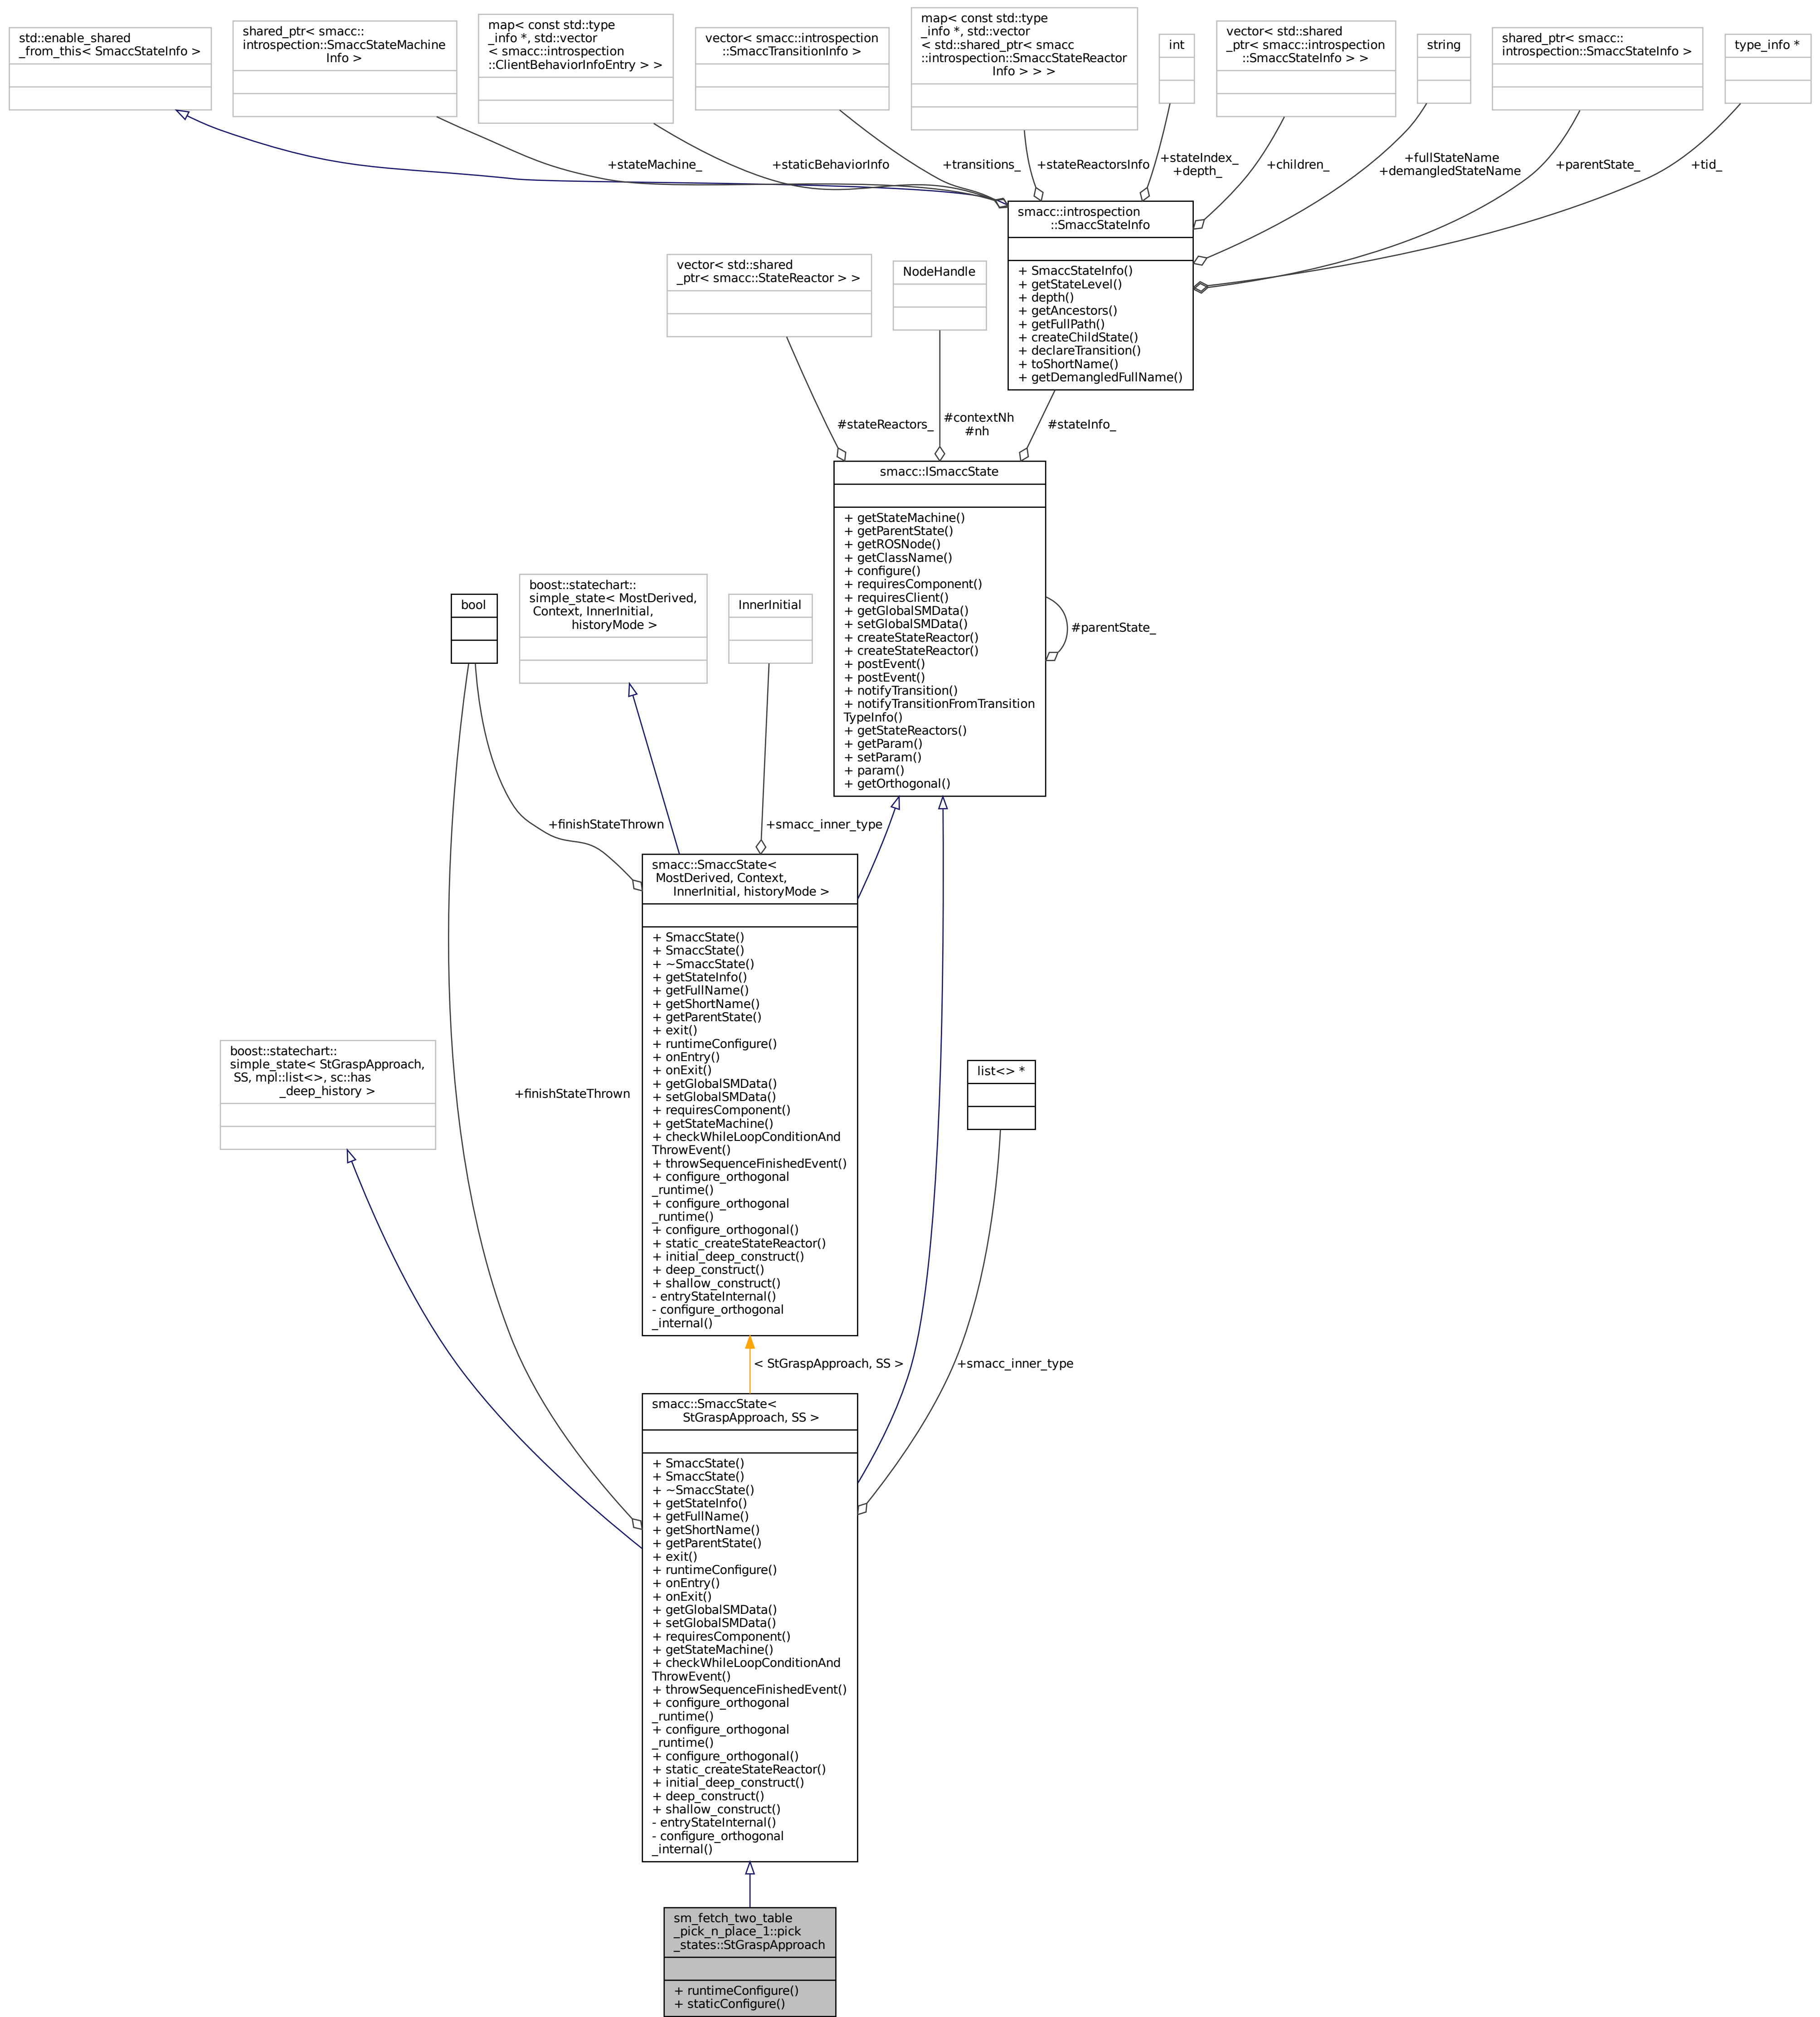 std::enable_shared
_from_this< SmaccStateInfo >
shared_ptr< smacc::
introspection::SmaccStateMachine
Info >
map< const std::type
_info *, std::vector
< smacc::introspection
::ClientBehaviorInfoEntry > >
vector< smacc::introspection
::SmaccTransitionInfo >
map< const std::type
_info *, std::vector
< std::shared_ptr< smacc
::introspection::SmaccStateReactor
Info > > >
int
vector< std::shared
_ptr< smacc::introspection
::SmaccStateInfo > >
string
shared_ptr< smacc::
introspection::SmaccStateInfo >
type_info *
+stateMachine_
+staticBehaviorInfo
+transitions_
+stateReactorsInfo
+stateIndex_
+depth_
+children_
+fullStateName
+demangledStateName
+parentState_
+tid_
smacc::introspection
::SmaccStateInfo
+ SmaccStateInfo()
+ getStateLevel()
+ depth()
+ getAncestors()
+ getFullPath()
+ createChildState()
+ declareTransition()
+ toShortName()
+ getDemangledFullName()
vector< std::shared
_ptr< smacc::StateReactor > >
NodeHandle
#stateReactors_
#contextNh
#nh
#stateInfo_
smacc::ISmaccState
+ getStateMachine()
+ getParentState()
+ getROSNode()
+ getClassName()
+ configure()
+ requiresComponent()
+ requiresClient()
+ getGlobalSMData()
+ setGlobalSMData()
+ createStateReactor()
+ createStateReactor()
+ postEvent()
+ postEvent()
+ notifyTransition()
+ notifyTransitionFromTransition
TypeInfo()
+ getStateReactors()
+ getParam()
+ setParam()
+ param()
+ getOrthogonal()
#parentState_
bool
boost::statechart::
simple_state< MostDerived,
Context, InnerInitial,
historyMode >
InnerInitial
+finishStateThrown
+smacc_inner_type
smacc::SmaccState<
MostDerived, Context,
InnerInitial, historyMode >
+ SmaccState()
+ SmaccState()
+ ~SmaccState()
+ getStateInfo()
+ getFullName()
+ getShortName()
+ getParentState()
+ exit()
+ runtimeConfigure()
+ onEntry()
+ onExit()
+ getGlobalSMData()
+ setGlobalSMData()
+ requiresComponent()
+ getStateMachine()
+ checkWhileLoopConditionAnd
ThrowEvent()
+ throwSequenceFinishedEvent()
+ configure_orthogonal
_runtime()
+ configure_orthogonal
_runtime()
+ configure_orthogonal()
+ static_createStateReactor()
+ initial_deep_construct()
+ deep_construct()
+ shallow_construct()
- entryStateInternal()
- configure_orthogonal
_internal()
boost::statechart::
simple_state< StGraspApproach,
SS, mpl::list<>, sc::has
_deep_history >
+finishStateThrown
list<> *
< StGraspApproach, SS >
+smacc_inner_type
smacc::SmaccState<
StGraspApproach, SS >
+ SmaccState()
+ SmaccState()
+ ~SmaccState()
+ getStateInfo()
+ getFullName()
+ getShortName()
+ getParentState()
+ exit()
+ runtimeConfigure()
+ onEntry()
+ onExit()
+ getGlobalSMData()
+ setGlobalSMData()
+ requiresComponent()
+ getStateMachine()
+ checkWhileLoopConditionAnd
ThrowEvent()
+ throwSequenceFinishedEvent()
+ configure_orthogonal
_runtime()
+ configure_orthogonal
_runtime()
+ configure_orthogonal()
+ static_createStateReactor()
+ initial_deep_construct()
+ deep_construct()
+ shallow_construct()
- entryStateInternal()
- configure_orthogonal
_internal()
sm_fetch_two_table
_pick_n_place_1::pick
_states::StGraspApproach
+ runtimeConfigure()
+ staticConfigure()